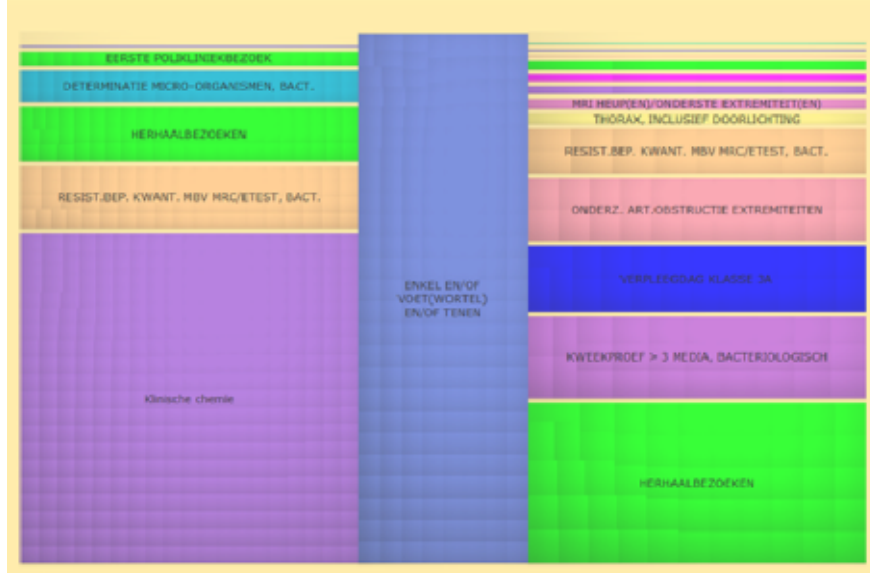 EERSTE POLIKLINIEKBEZOEK
DETERMINATIE MICRO-ORGANISMEN, BACT.
HERHAALBEZOEKEN
RESIST.BEP. KWANT. MBV MRC/ETEST, BACT.
Klinische chemie
ENKEL EN/OF
VOET(WORTEL)
EN/OF TENEN
MRI HEUP(EN)/ONDERSTE EXTREMITEIT(EN)
THORAX, INCLUSIEF DOORLICHTING
RESIST.BEP. KWANT. MBV MRC/ETEST, BACT.
ONDERZ. ART.OBSTRUCTIE EXTREMITEITEN
VERPLEEGDAG KLASSE 3A
KWEEKPROEF > 3 MEDIA, BACTERIOLOGISCH
HERHAALBEZOEKEN